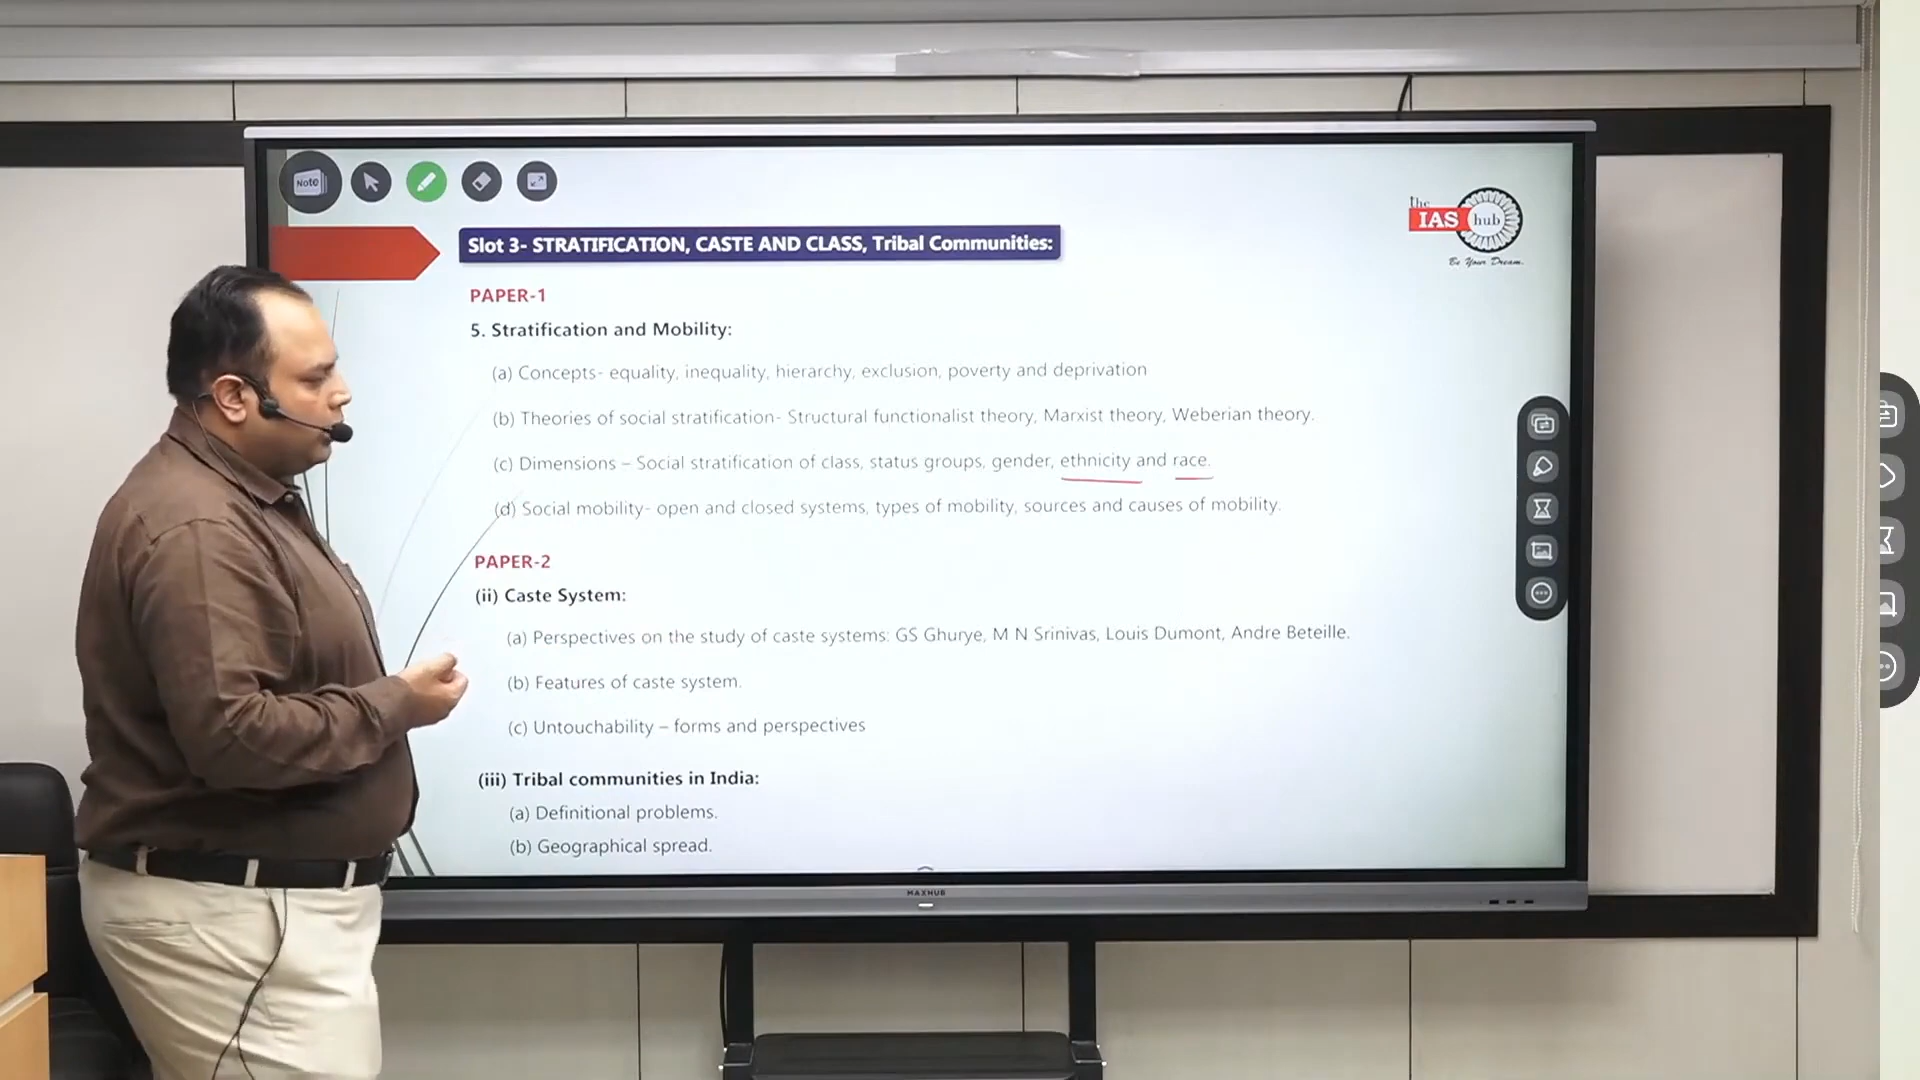 Note
the
IAS hub
Be Your Dream.
Slot 3- STRATIFICATION, CASTE AND CLASS, Tribal Communities:
PAPER-1
5. Stratification and Mobility:
(a) Concepts- equality, inequality, hierarchy, exclusion, poverty and deprivation
(b) Theories of social stratification- Structural functionalist theory, Marxist theory, Weberian theory.
(c) Dimensions – Social stratification of class, status groups, gender, ethnicity and race.
(d) Social mobility- open and closed systems, types of mobility, sources and causes of mobility.
PAPER-2
(ii) Caste System:
(a) Perspectives on the study of caste systems: GS Ghurye, M N Srinivas, Louis Dumont, Andre Beteille.
(b) Features of caste system.
(c) Untouchability – forms and perspectives
(iii) Tribal communities in India:
(a) Definitional problems.
(b) Geographical spread.
MAXHUB